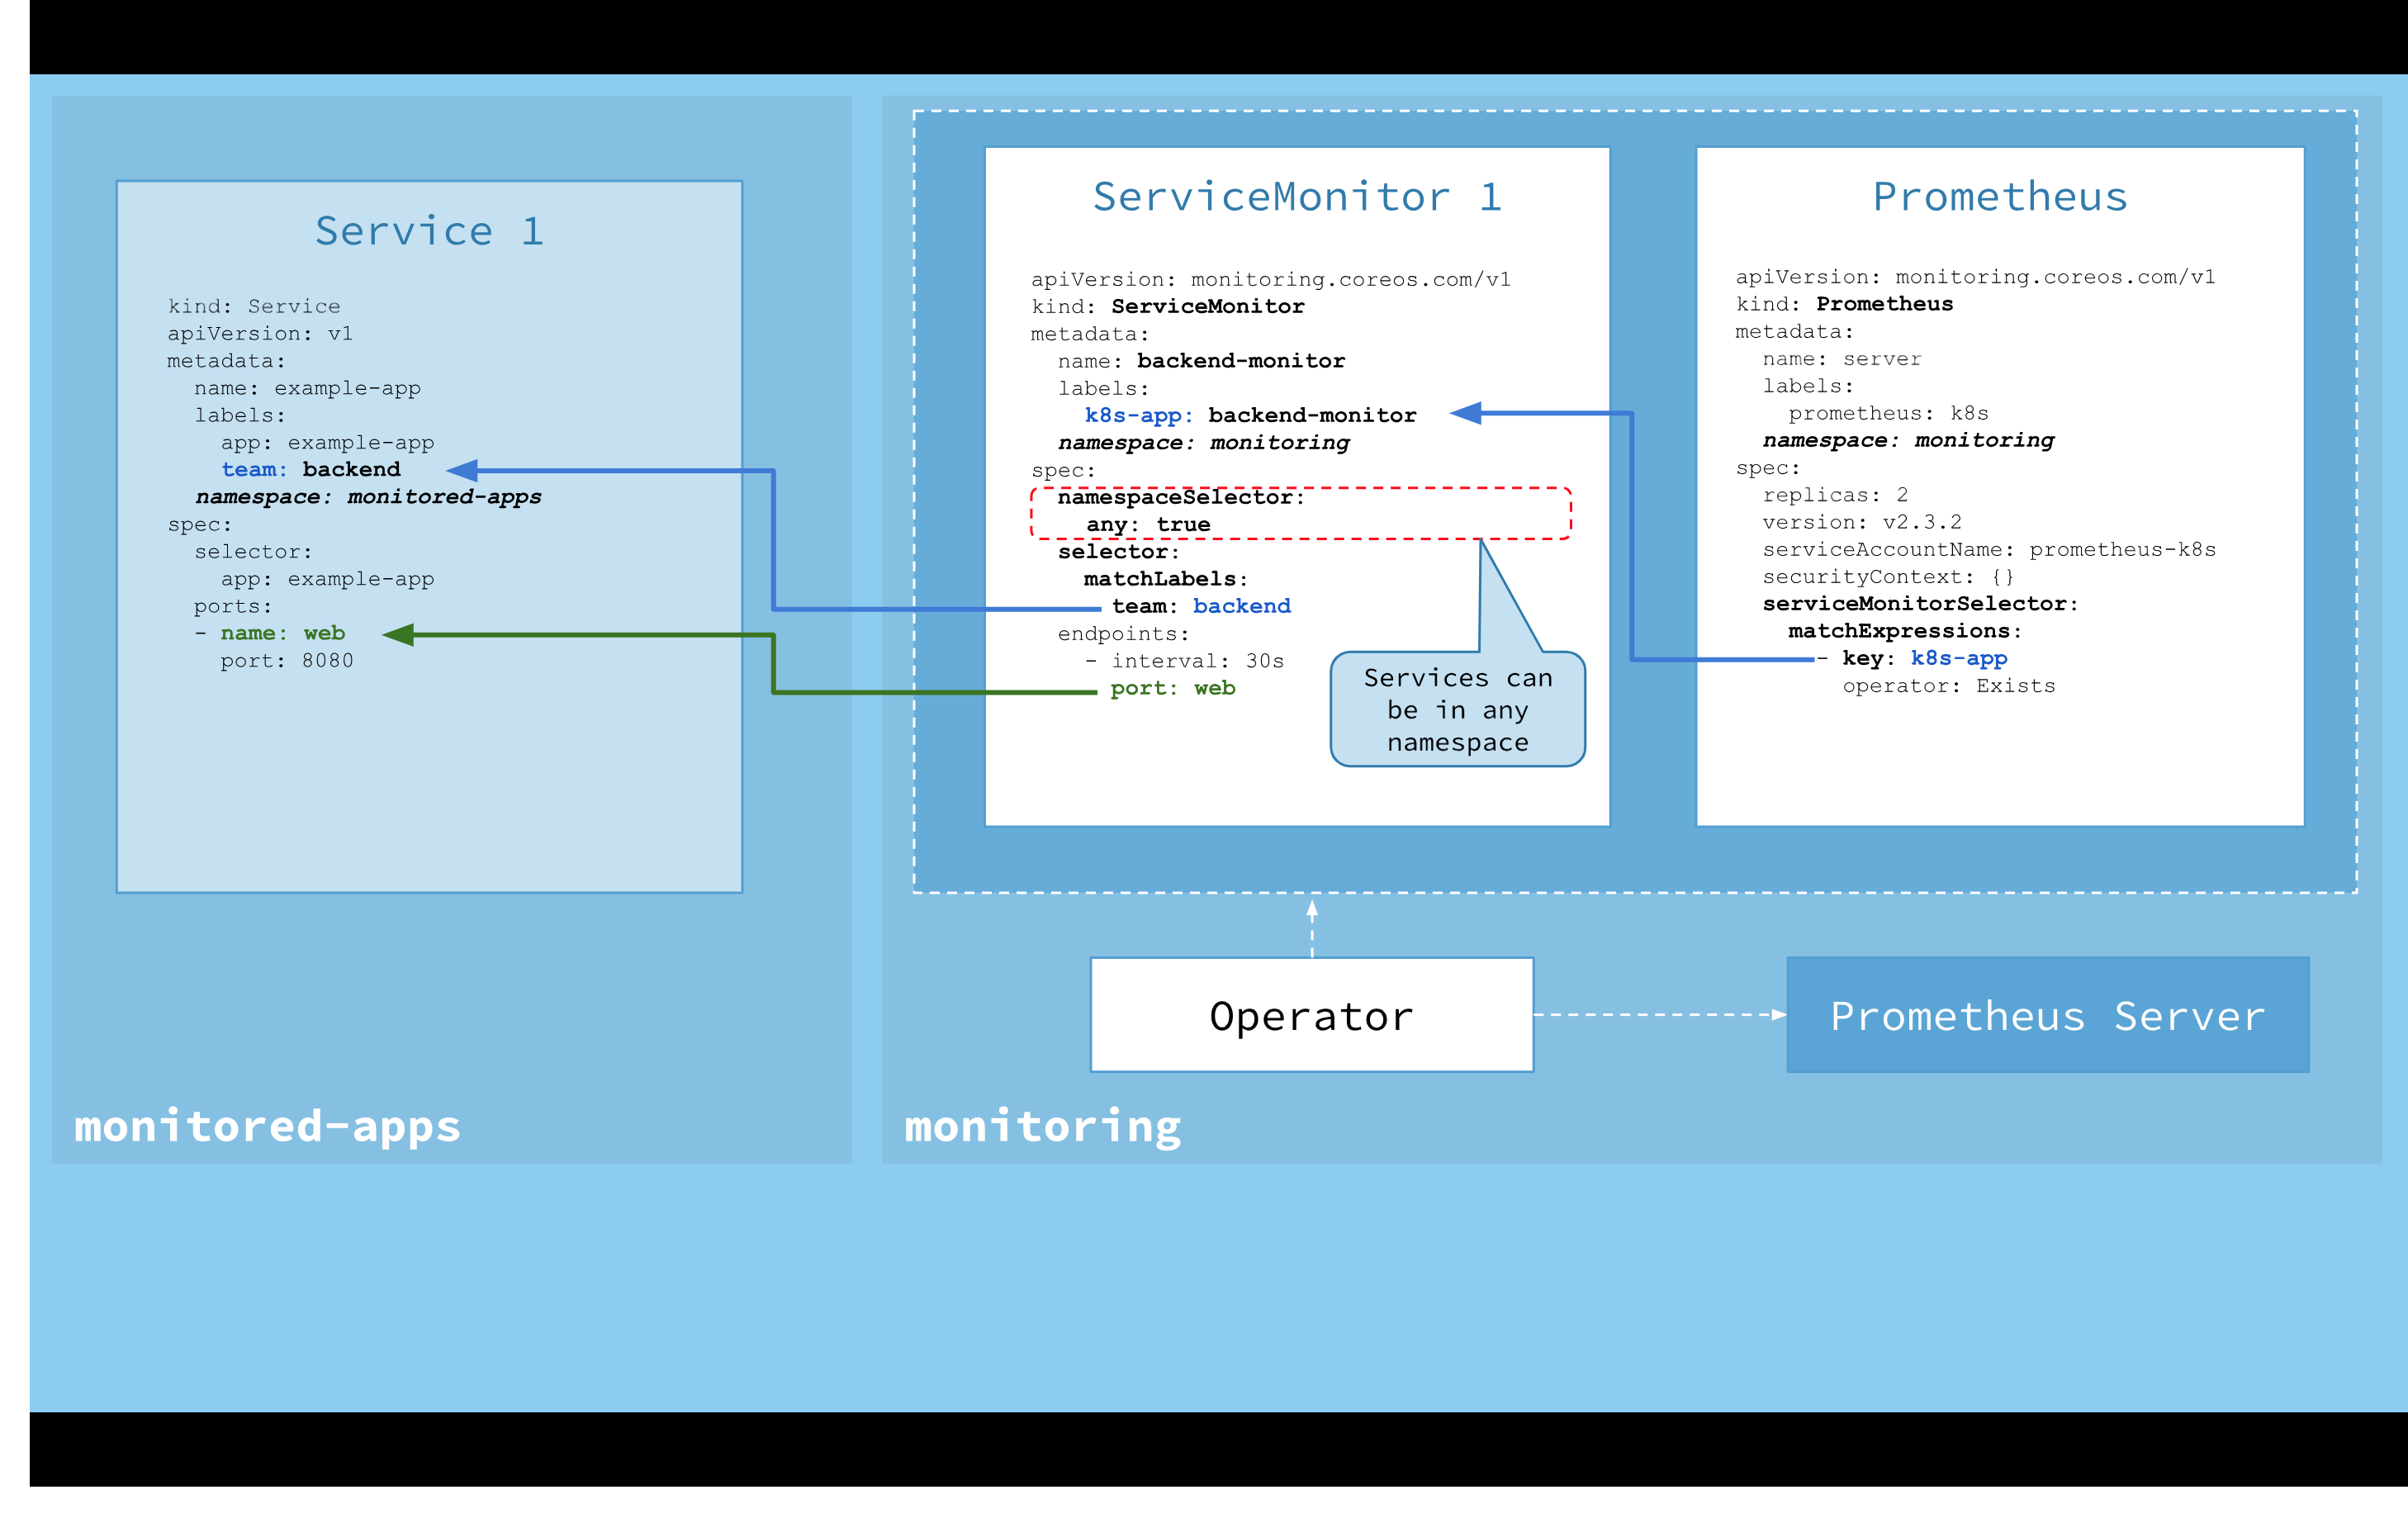 Service 1
kind: Service
apiVersion: v1
metadata:
  name: example-app
  labels:
    app: example-app
    team: backend
  namespace: monitored-apps
spec:
  selector:
    app: example-app
  ports:
  - name: web
    port: 8080
monitored-apps
ServiceMonitor 1
apiVersion: monitoring.coreos.com/v1
kind: ServiceMonitor
metadata:
  name: backend-monitor
  labels:
    k8s-app: backend-monitor
  namespace: monitoring
spec:
  namespaceSelector:
    any: true
  selector:
    matchLabels:
      team: backend
  endpoints:
    - interval: 30s
      port: web
Services can
be in any
namespace
Prometheus
apiVersion: monitoring.coreos.com/v1
kind: Prometheus
metadata:
  name: server
  labels:
    prometheus: k8s
  namespace: monitoring
spec:
  replicas: 2
  version: v2.3.2
  serviceAccountName: prometheus-k8s
  securityContext: {}
  serviceMonitorSelector:
    matchExpressions:
      - key: k8s-app
        operator: Exists
Operator
Prometheus Server
monitoring